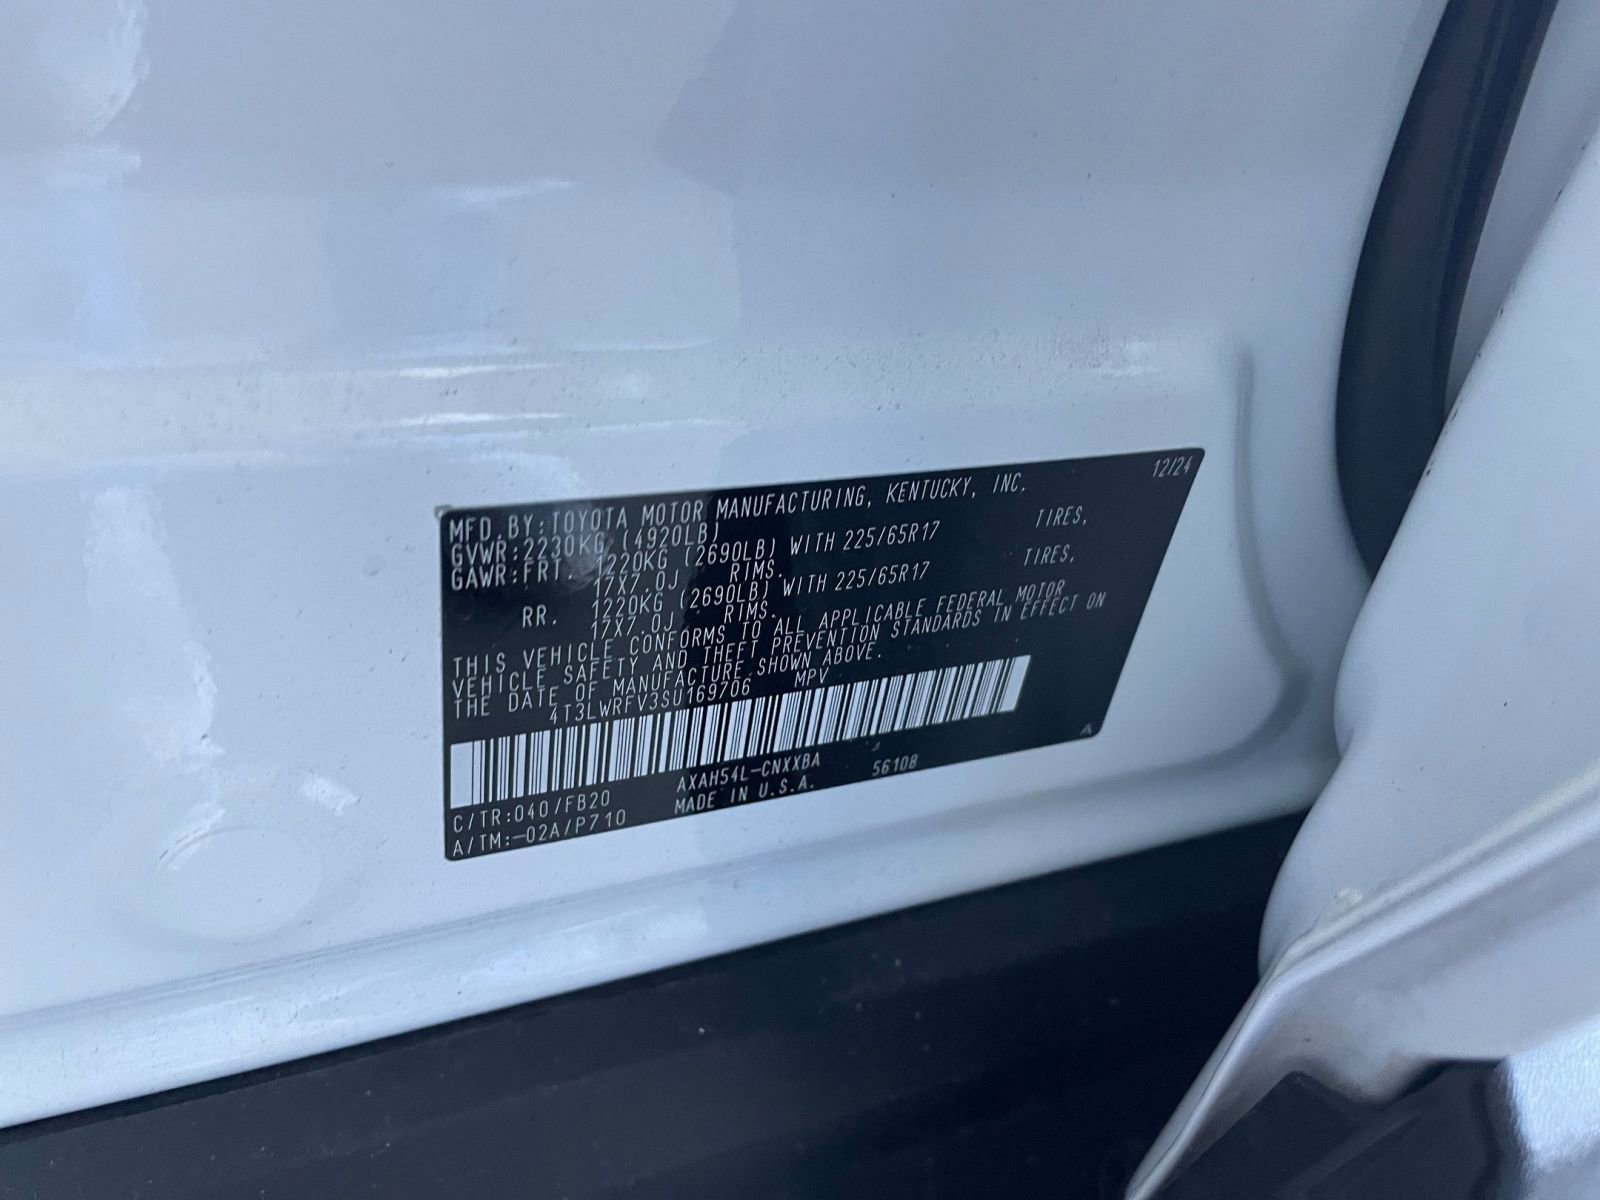 12/24
MFD.BY:TOYOTA MOTOR MANUFACTURING, KENTUCKY, INC.
GVWR:2230KG (4920LB)
GAWR:FRT. 1220KG (2690LB) WITH 225/65R17 TIRES,
17X7.0J RIMS.
RR. 1220KG (2690LB) WITH 225/65R17 TIRES,
17X7.0J RIMS.
THIS VEHICLE CONFORMS TO ALL APPLICABLE FEDERAL MOTOR
VEHICLE SAFETY AND THEFT PREVENTION STANDARDS IN EFFECT ON
THE DATE OF MANUFACTURE SHOWN ABOVE.
4T3LWRFV3SU169706 MPV
C/TR:040/FB20 AXAH54L-CNXXBA 56108
A/TM:-02A/P710 MADE IN U.S.A.
A